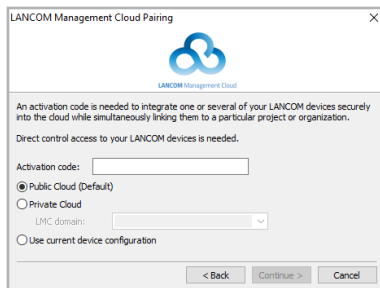 LANCOM Management Cloud Pairing
LANCOM Management Cloud
An activation code is needed to integrate one or several of your LANCOM devices securely
into the cloud while simultaneously linking them to a particular project or organization.
Direct control access to your LANCOM devices is needed.
Activation code:
Public Cloud (Default)
Private Cloud
LMC domain:
Use current device configuration
< Back Continue > Cancel